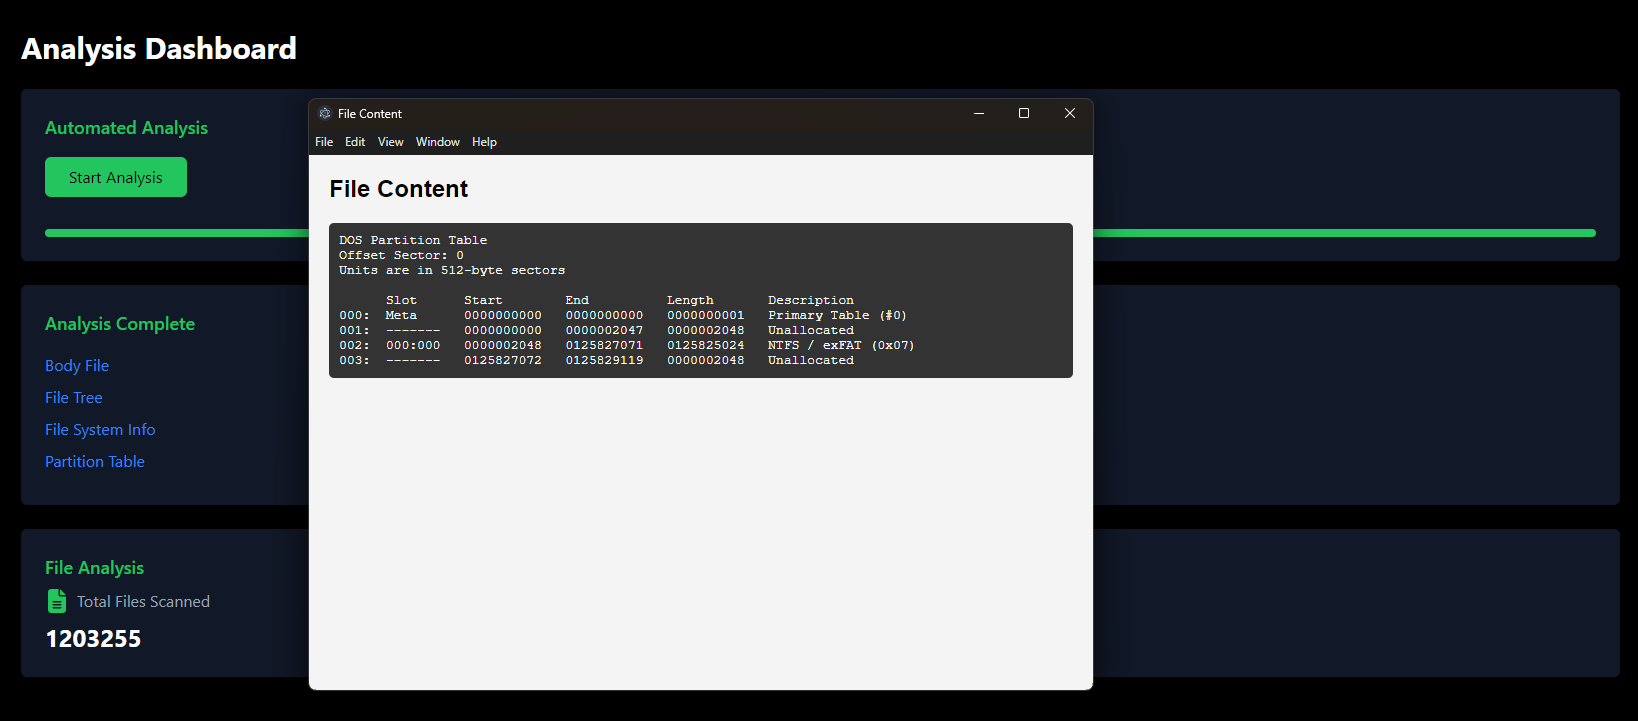 Analysis Dashboard
Automated Analysis
Start Analysis
Analysis Complete
Body File
File Tree
File System Info
Partition Table
File Analysis
Total Files Scanned
1203255
File Content
File Edit View Window Help
File Content
DOS Partition Table
Offset Sector: 0
Units are in 512-byte sectors
Slot Start End Length Description
000: Meta 0000000000 0000000000 0000000001 Primary Table (#0)
001: ------- 0000000000 0000002047 0000002048 Unallocated
002: 000:000 0000002048 0125827071 0125825024 NTFS / exFAT (0x07)
003: ------- 0125827072 0125829119 0000002048 Unallocated